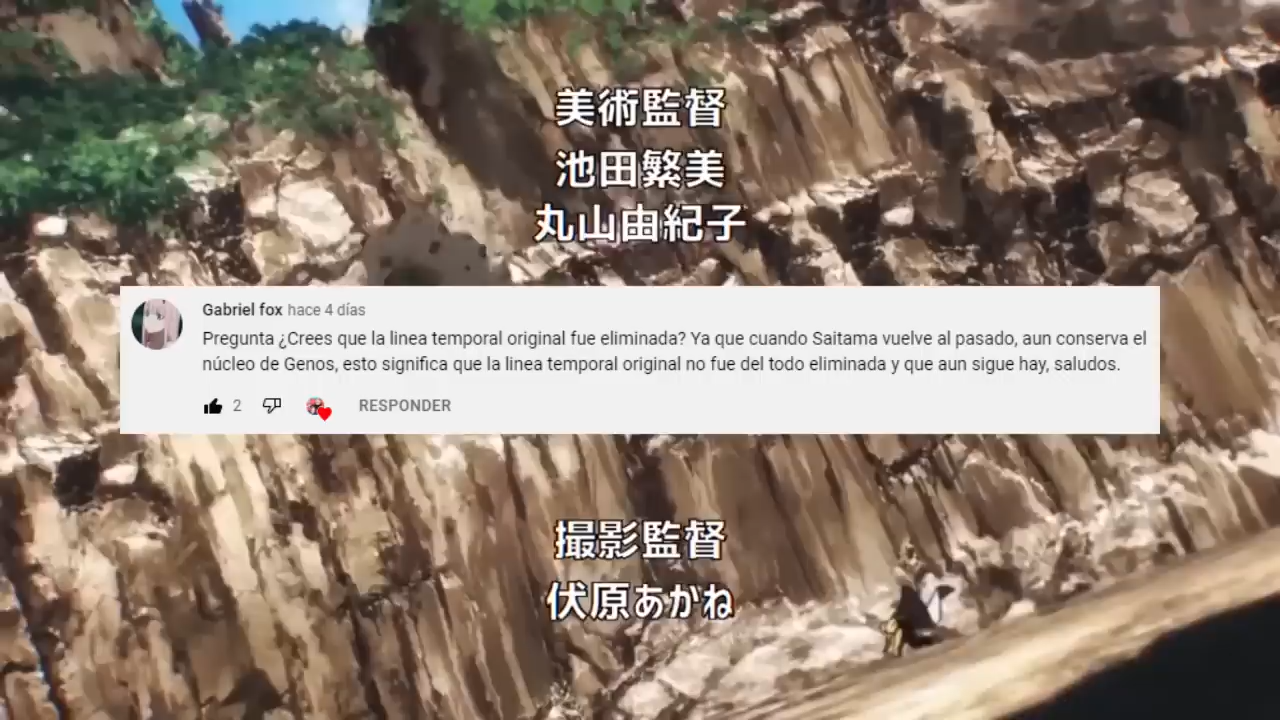 美術監督
池田繁美
丸山由紀子
Gabriel fox hace 4 días
Pregunta ¿Crees que la linea temporal original fue eliminada? Ya que cuando Saitama vuelve al pasado, aun conserva el
núcleo de Genos, esto significa que la linea temporal original no fue del todo eliminada y que aun sigue hay, saludos.
2 RESPONDER
撮影監督
伏原あかね